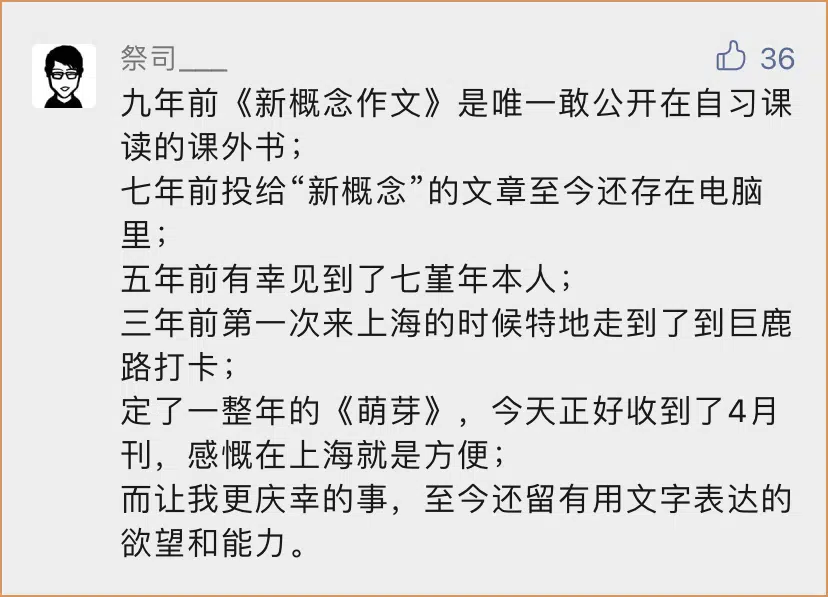 祭司___
36
九年前《新概念作文》是唯一敢公开在自习课
读的课外书；
七年前投给“新概念”的文章至今还存在电脑
里；
五年前有幸见到了七堇年本人；
三年前第一次来上海的时候特地走到了到巨鹿
路打卡；
定了一整年的《萌芽》，今天正好收到了4月
刊，感慨在上海就是方便；
而让我更庆幸的事，至今还留有用文字表达的
欲望和能力。